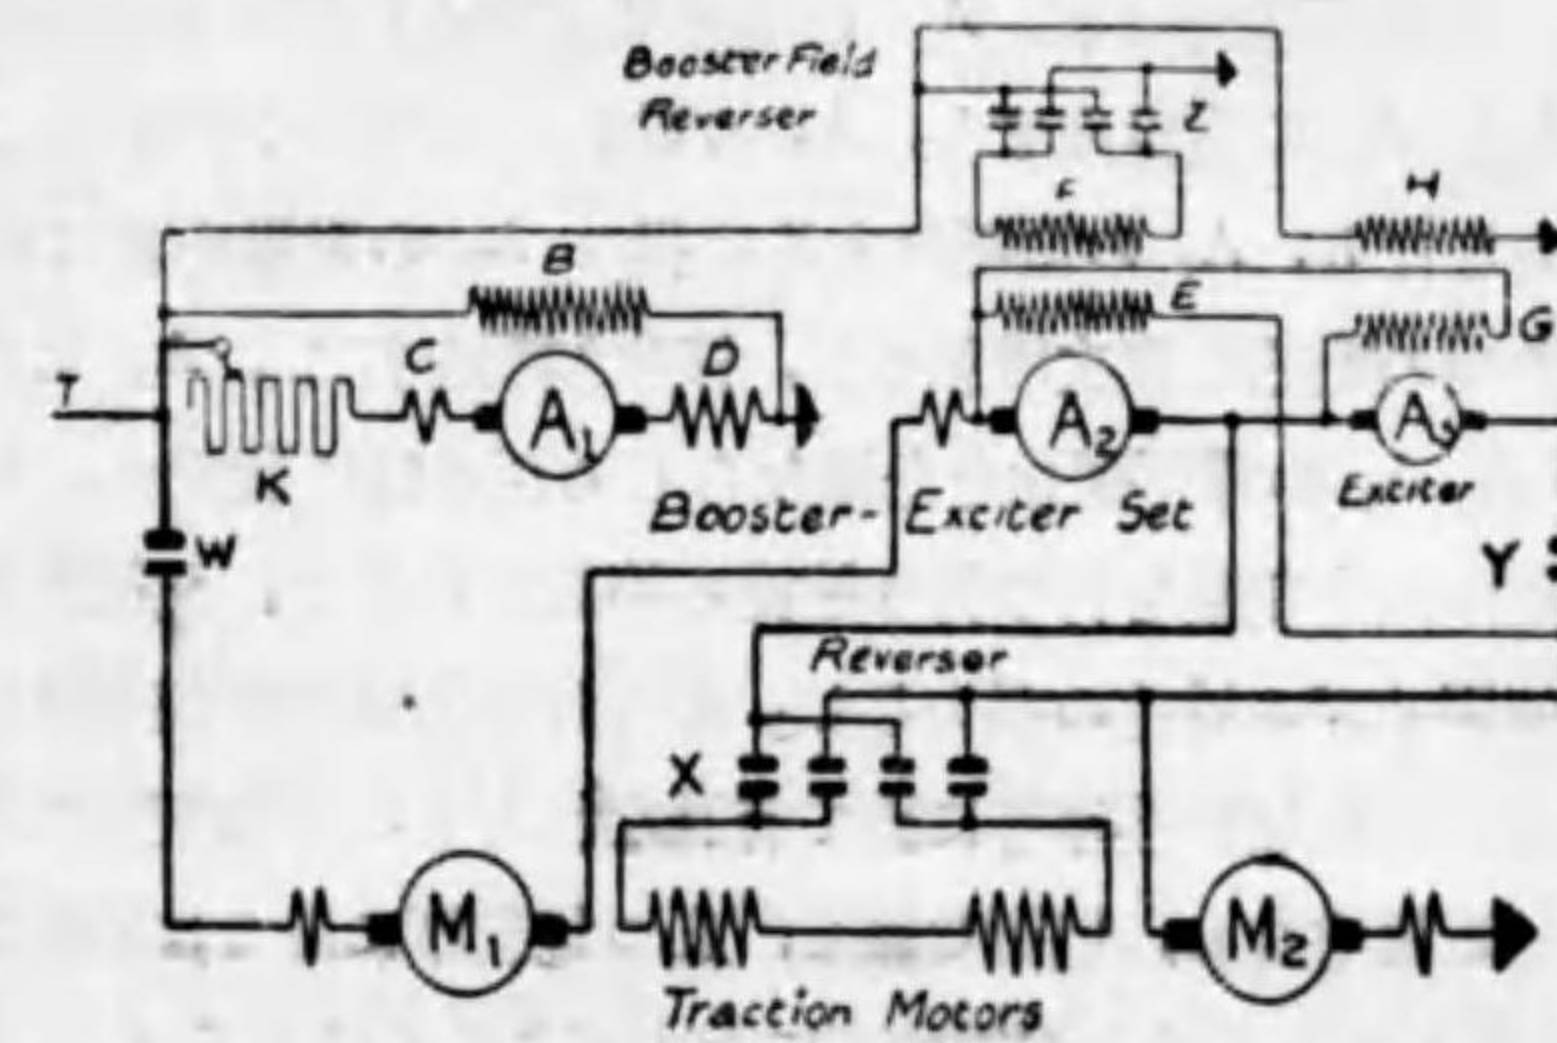 Booster Field
Reverser
Z
F
H
B
E
G
T
C
D
A1
A2
A3
K
Exciter
Booster-Exciter Set
W
Y
Reverser
X
M1
M2
Traction Motors